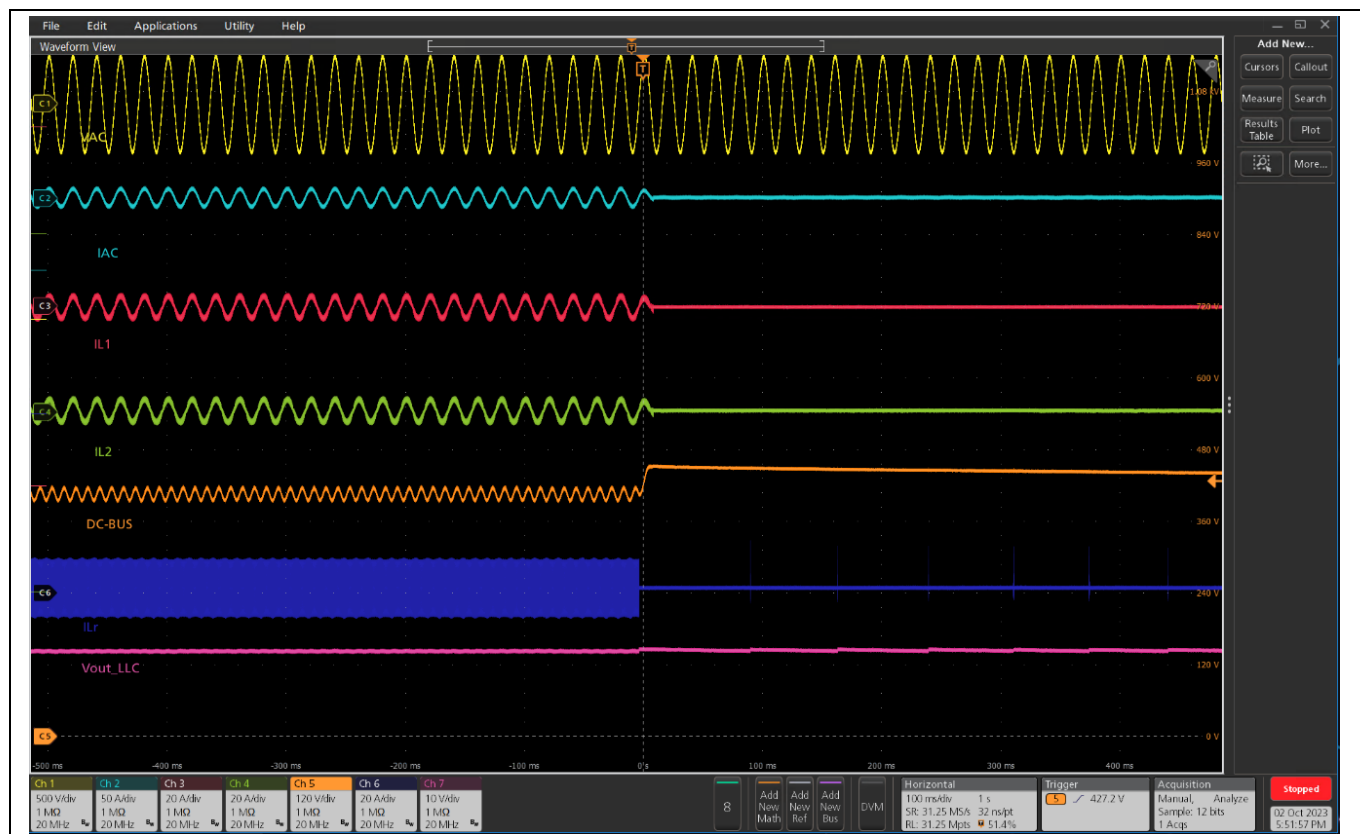 File Edit Applications Utility Help
Waveform View
Add New...
Cursors Callout
Measure Search
Results Table Plot
More...
T
T
C1
1.08 kV
VAC
960 V
C2
840 V
IAC
C3
720 V
IL1
600 V
C4
IL2
480 V
DC-BUS
360 V
C6
240 V
ILr
Vout_LLC
120 V
C5
0 V
-500 ms -400 ms -300 ms -200 ms -100 ms 0 s 100 ms 200 ms 300 ms 400 ms
Ch 1 Ch 2 Ch 3 Ch 4 Ch 5 Ch 6 Ch 7
500 V/div 50 A/div 20 A/div 20 A/div 120 V/div 20 A/div 10 V/div
1 MΩ 1 MΩ 1 MΩ 1 MΩ 1 MΩ 1 MΩ 1 MΩ
20 MHz Bw 20 MHz Bw 20 MHz Bw 20 MHz Bw 20 MHz Bw 20 MHz Bw 20 MHz Bw
8
Add New Math
Add New Ref
Add New Bus
DVM
Horizontal
100 ms/div 1 s
SR: 31.25 MS/s 32 ns/pt
RL: 31.25 Mpts 51.4%
Trigger
5 427.2 V
Acquisition
Manual, Analyze
Sample: 12 bits
1 Acqs
Stopped
02 Oct 2023
5:51:57 PM